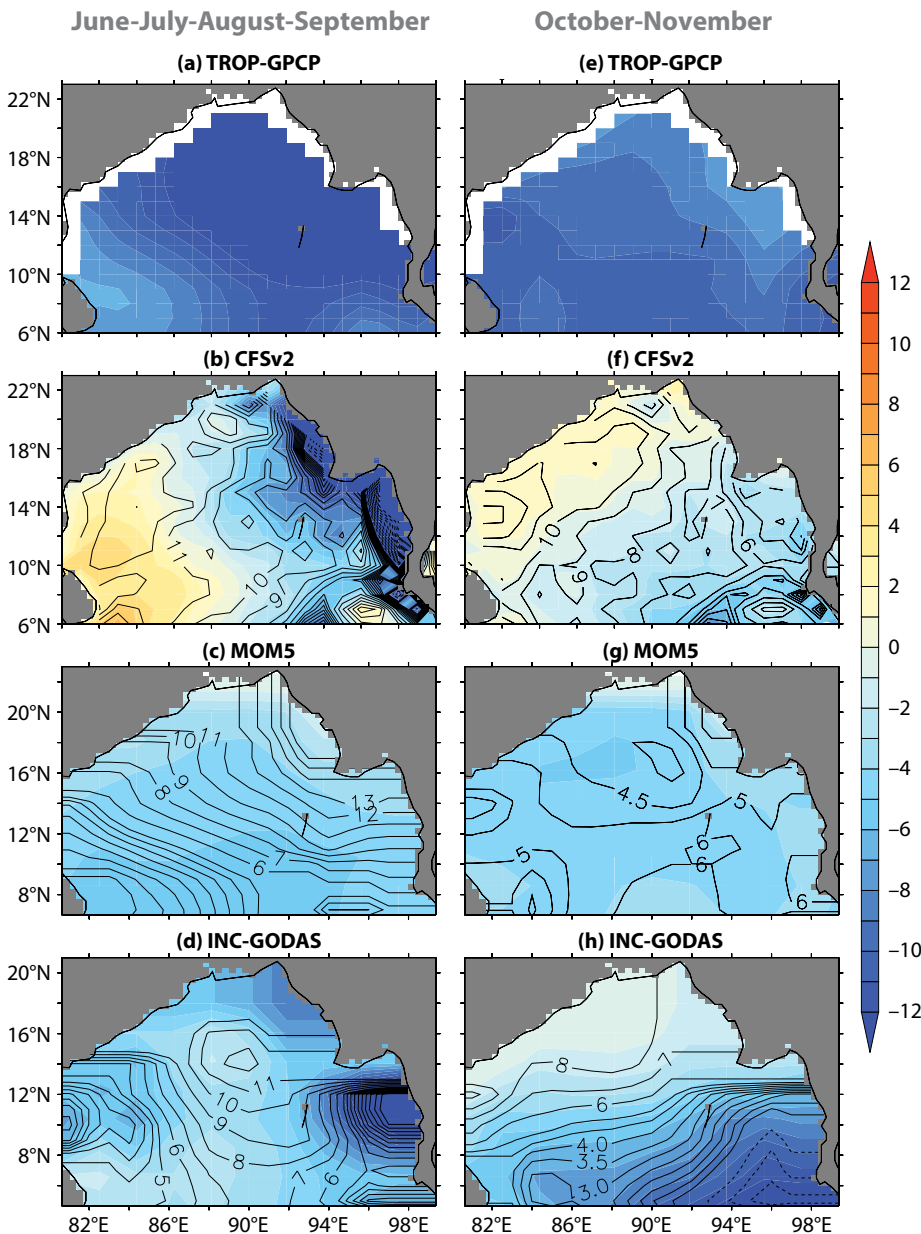 June-July-August-September
October-November
(a) TROP-GPCP
(e) TROP-GPCP
22°N
18°N
14°N
10°N
6°N
(b) CFSv2
(f) CFSv2
22°N
18°N
14°N
10°N
6°N
11
10
9
10
8
6
6
(c) MOM5
(g) MOM5
20°N
16°N
12°N
8°N
10
11
8
9
13
12
7
6
4.5
5
5
6
6
6
(d) INC-GODAS
(h) INC-GODAS
20°N
16°N
12°N
8°N
11
10
9
8
7
6
6
5
8
7
6
4.0
3.5
3.0
82°E 86°E 90°E 94°E 98°E
82°E 86°E 90°E 94°E 98°E
12
10
8
6
4
2
0
−2
−4
−6
−8
−10
−12